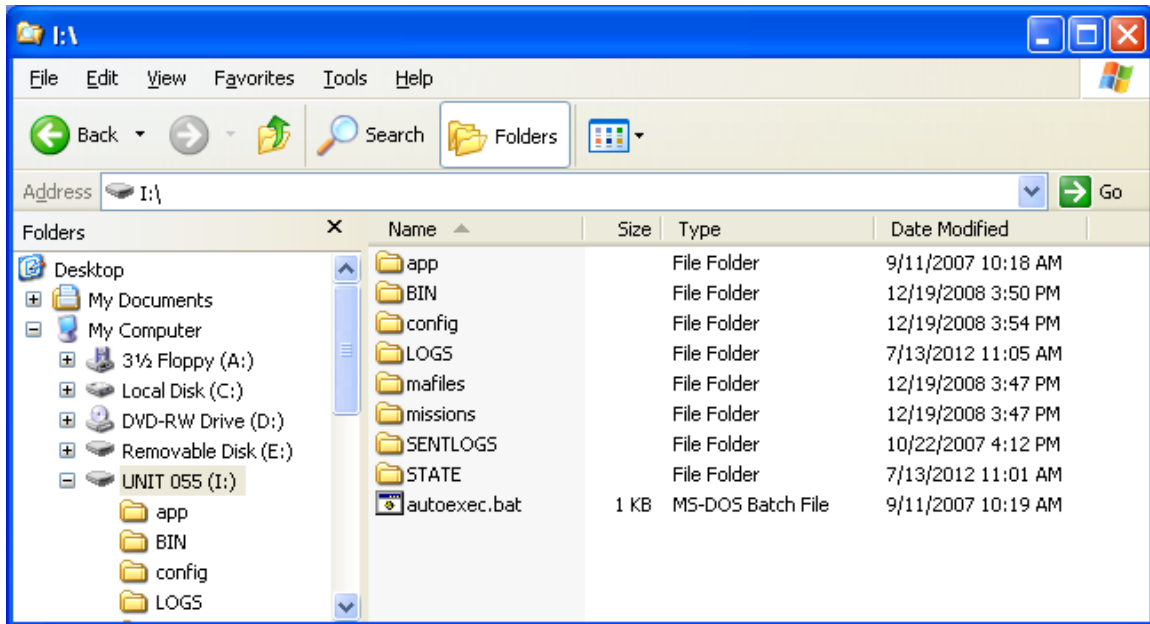 I:\
File Edit View Favorites Tools Help
Back Search Folders
Address I:\ Go
Folders × Name Size Type Date Modified
Desktop
My Documents
My Computer
3½ Floppy (A:)
Local Disk (C:)
DVD-RW Drive (D:)
Removable Disk (E:)
UNIT 055 (I:)
app
BIN
config
LOGS
app File Folder 9/11/2007 10:18 AM
BIN File Folder 12/19/2008 3:50 PM
config File Folder 12/19/2008 3:54 PM
LOGS File Folder 7/13/2012 11:05 AM
mafiles File Folder 12/19/2008 3:47 PM
missions File Folder 12/19/2008 3:47 PM
SENTLOGS File Folder 10/22/2007 4:12 PM
STATE File Folder 7/13/2012 11:01 AM
autoexec.bat 1 KB MS-DOS Batch File 9/11/2007 10:19 AM